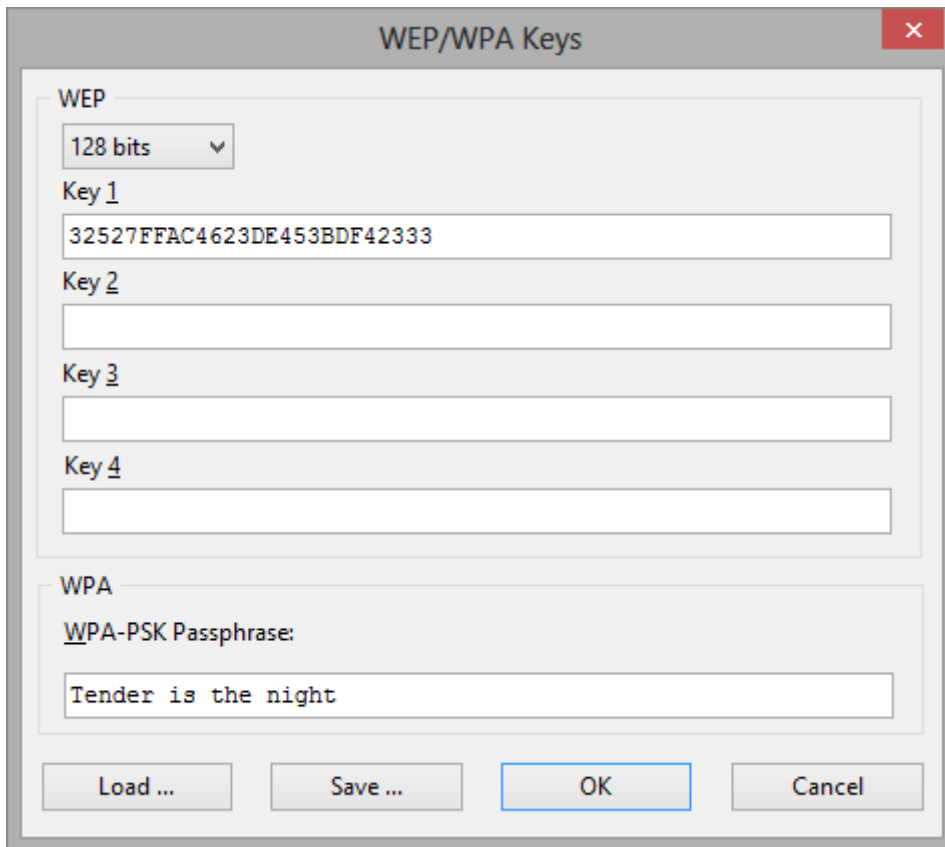 WEP/WPA Keys
WEP
128 bits
Key 1
32527FFAC4623DE453BDF42333
Key 2
Key 3
Key 4
WPA
WPA-PSK Passphrase:
Tender is the night
Load ... Save ... OK Cancel